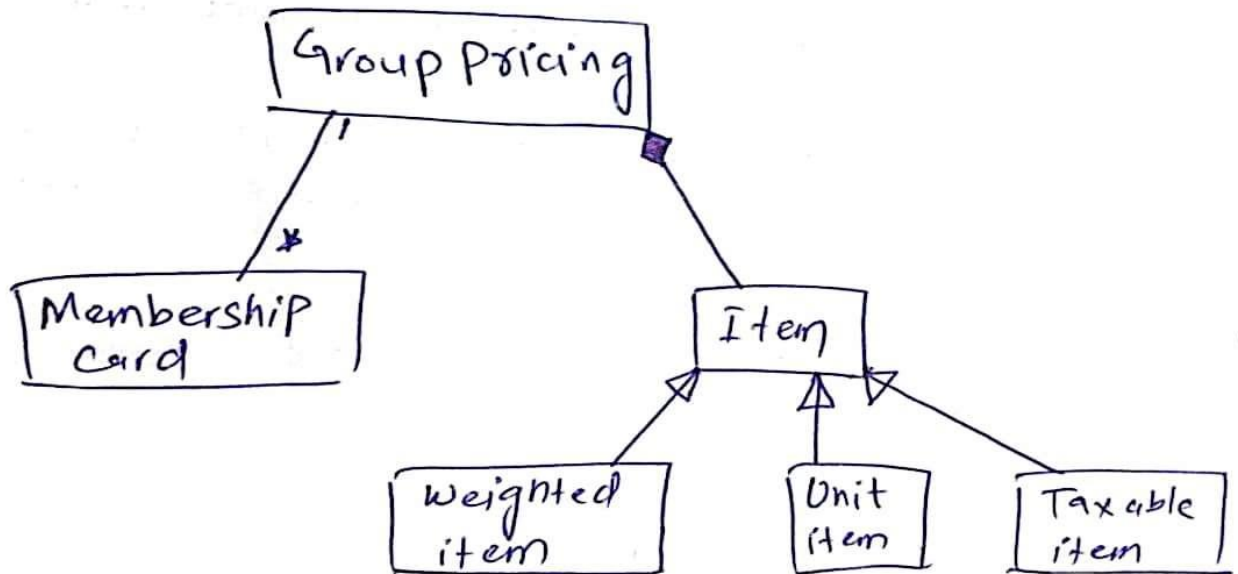 Group Pricing
1
*
Membership
Card
Item
Weighted
item
Unit
item
Taxable
item